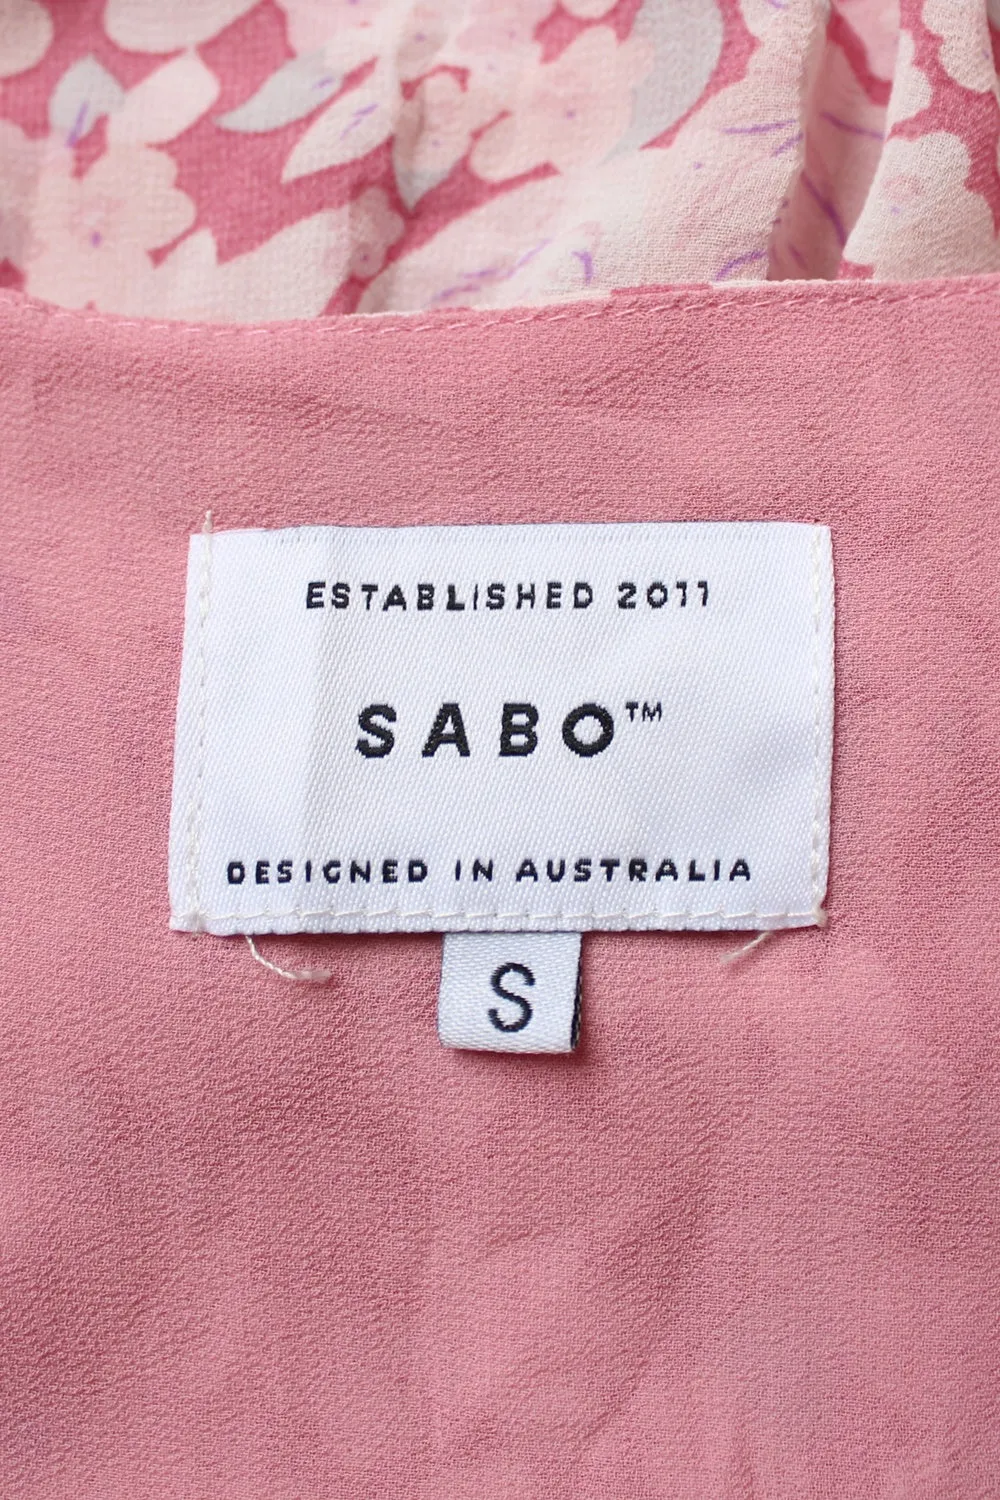 ESTABLISHED 2011
SABO™
DESIGNED IN AUSTRALIA
S